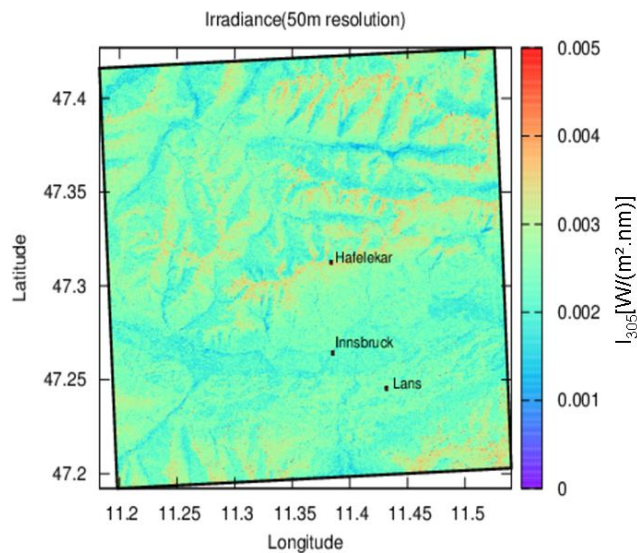 Irradiance(50m resolution)
47.4
47.35
47.3
47.25
47.2
Latitude
Hafelekar
Innsbruck
Lans
11.2 11.25 11.3 11.35 11.4 11.45 11.5
Longitude
0.005
0.004
0.003
0.002
0.001
0
I₃₀₅[W/(m².nm)]